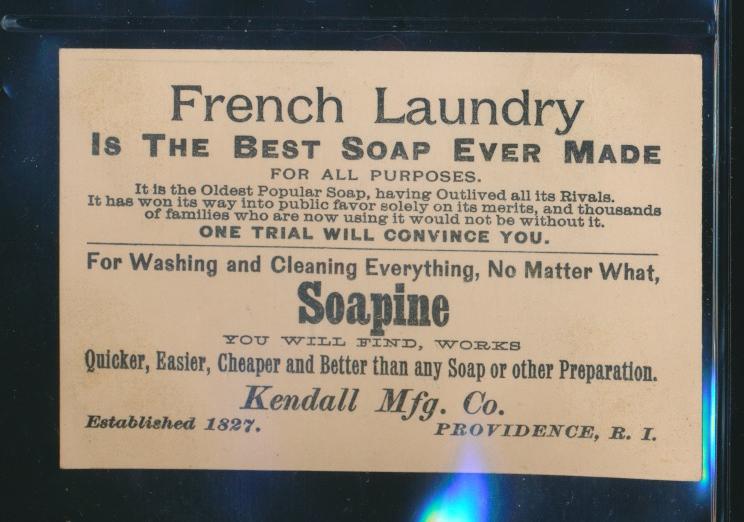 French Laundry
IS THE BEST SOAP EVER MADE
FOR ALL PURPOSES.
It is the Oldest Popular Soap, having Outlived all its Rivals.
It has won its way into public favor solely on its merits, and thousands
of families who are now using it would not be without it.
ONE TRIAL WILL CONVINCE YOU.
For Washing and Cleaning Everything, No Matter What,
Soapine
YOU WILL FIND, WORKS
Quicker, Easier, Cheaper and Better than any Soap or other Preparation.
Kendall Mfg. Co.
Established 1827.
PROVIDENCE, R. I.